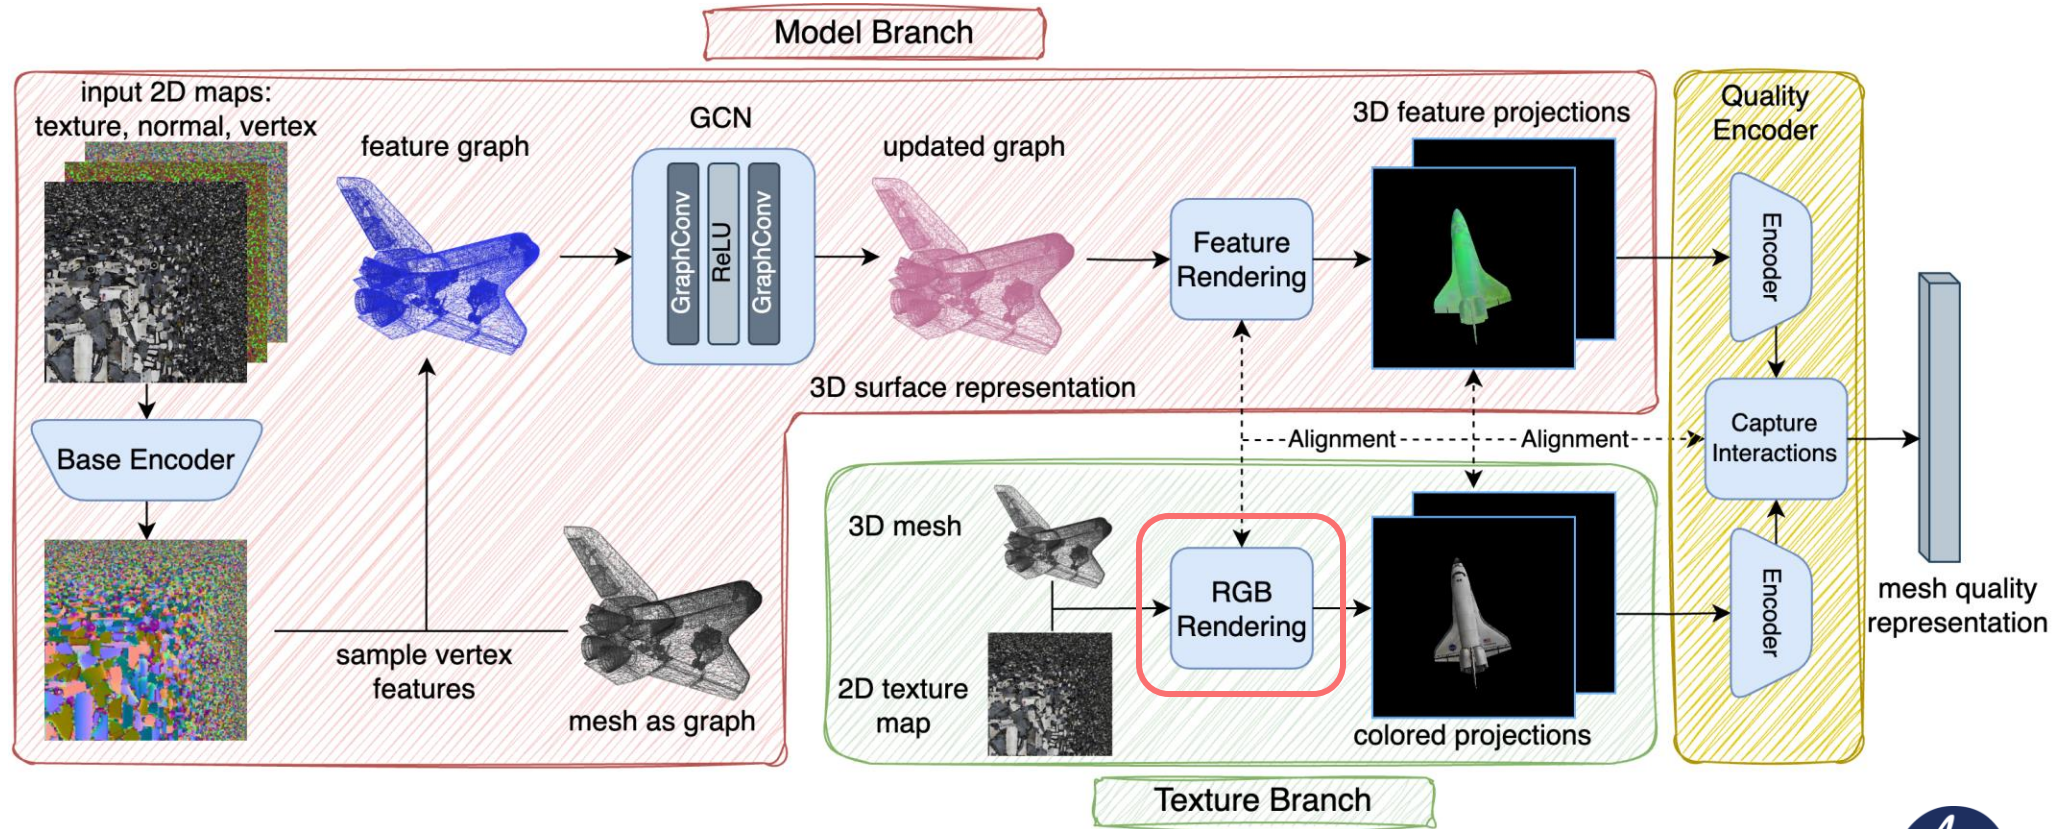 Model Branch
input 2D maps:
texture, normal, vertex
feature graph
GCN
GraphConv
ReLU
GraphConv
updated graph
Feature
Rendering
3D feature projections
Quality
Encoder
Encoder
3D surface representation
Base Encoder
Alignment
Alignment
Capture
Interactions
sample vertex
features
mesh as graph
3D mesh
2D texture
map
RGB
Rendering
colored projections
Encoder
mesh quality
representation
Texture Branch